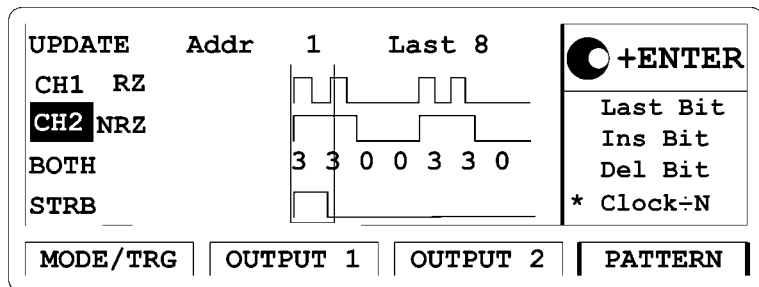 UPDATE Addr 1 Last 8
CH1 RZ
CH2 NRZ
BOTH 3 3 0 0 3 3 0
STRB
+ENTER
Last Bit
Ins Bit
Del Bit
* Clock÷N
MODE/TRG OUTPUT 1 OUTPUT 2 PATTERN